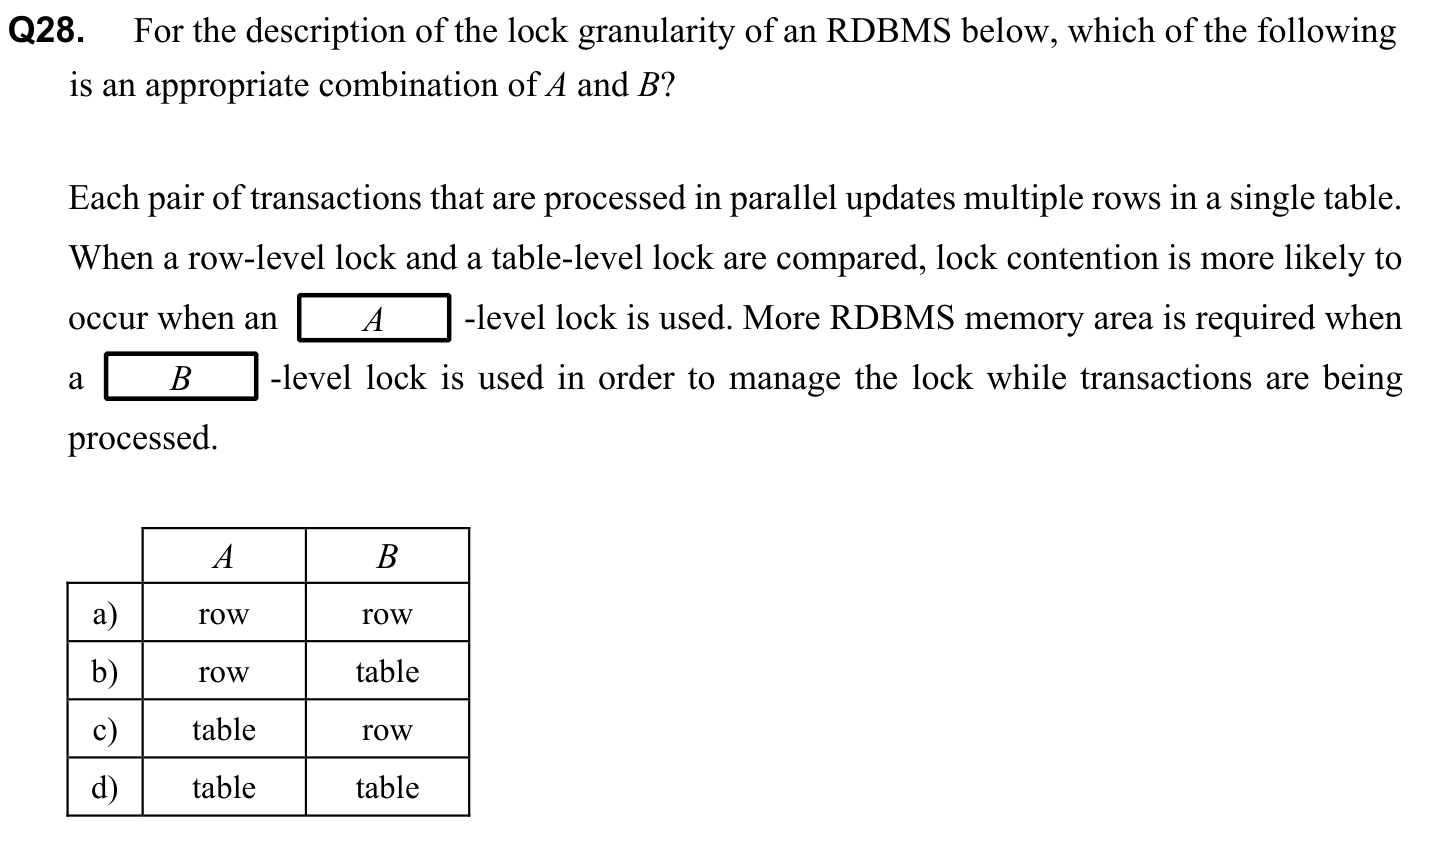 Q28. For the description of the lock granularity of an RDBMS below, which of the following
is an appropriate combination of A and B?
Each pair of transactions that are processed in parallel updates multiple rows in a single table.
When a row-level lock and a table-level lock are compared, lock contention is more likely to
occur when an A -level lock is used. More RDBMS memory area is required when
a B -level lock is used in order to manage the lock while transactions are being
processed.
A B
a) row row
b) row table
c) table row
d) table table